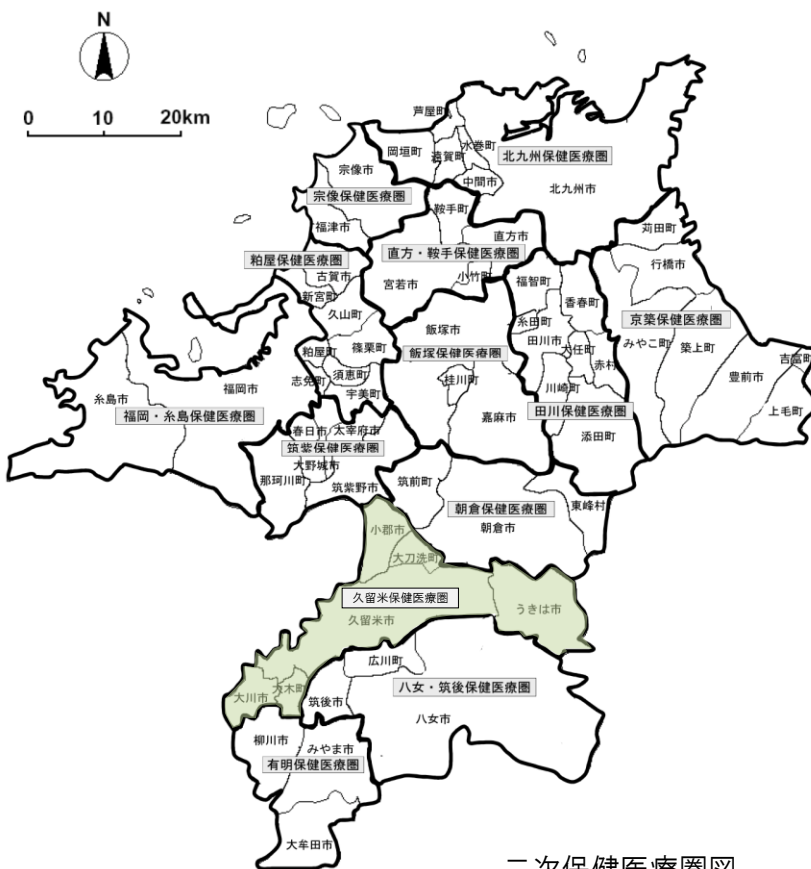 N
0 10 20km
芦屋町
水巻町
岡垣町
遠賀町
北九州保健医療圏
宗像市
中間市
北九州市
宗像保健医療圏
鞍手町
福津市
苅田町
直方市
粕屋保健医療圏
直方・鞍手保健医療圏
行橋市
古賀市
小竹町
福智町
新宮町
宮若市
香春町
久山町
京築保健医療圏
飯塚市
糸田町
粕屋町
篠栗町
田川市
大任町
みやこ町
築上町
飯塚保健医療圏
吉富町
志免町
須恵町
赤村
福岡市
桂川町
豊前市
糸島市
宇美町
川崎町
福岡・糸島保健医療圏
嘉麻市
田川保健医療圏
上毛町
春日市
太宰府市
添田町
筑紫保健医療圏
大野城市
那珂川町
筑紫野市
筑前町
朝倉保健医療圏
東峰村
朝倉市
小郡市
大刀洗町
久留米保健医療圏
うきは市
久留米市
広川町
八女・筑後保健医療圏
大川市
大木町
筑後市
八女市
柳川市
みやま市
有明保健医療圏
大牟田市
二次保健医療圏図